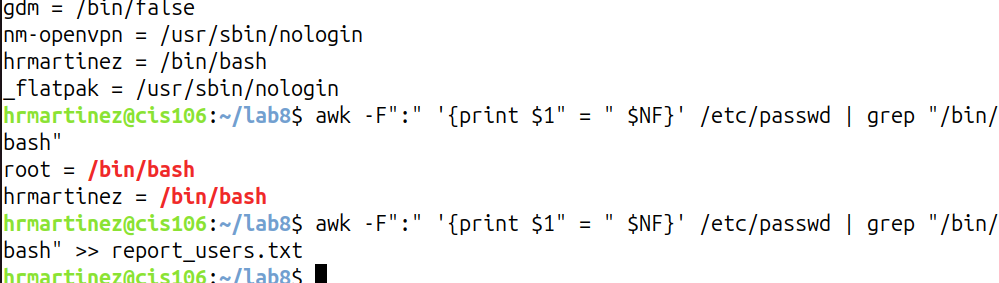 gdm = /bin/false
nm-openvpn = /usr/sbin/nologin
hrmartinez = /bin/bash
_flatpak = /usr/sbin/nologin
hrmartinez@cis106:~/lab8$ awk -F":" '{print $1" = " $NF}' /etc/passwd | grep "/bin/
bash"
root = /bin/bash
hrmartinez = /bin/bash
hrmartinez@cis106:~/lab8$ awk -F":" '{print $1" = " $NF}' /etc/passwd | grep "/bin/
bash" >> report_users.txt
hrmartinez@cis106:~/lab8$